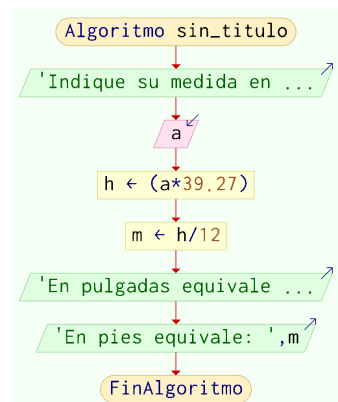 Algoritmo sin_titulo
'Indique su medida en ...
a
h ← (a*39.27)
m ← h/12
'En pulgadas equivale ...
'En pies equivale: ',m
FinAlgoritmo